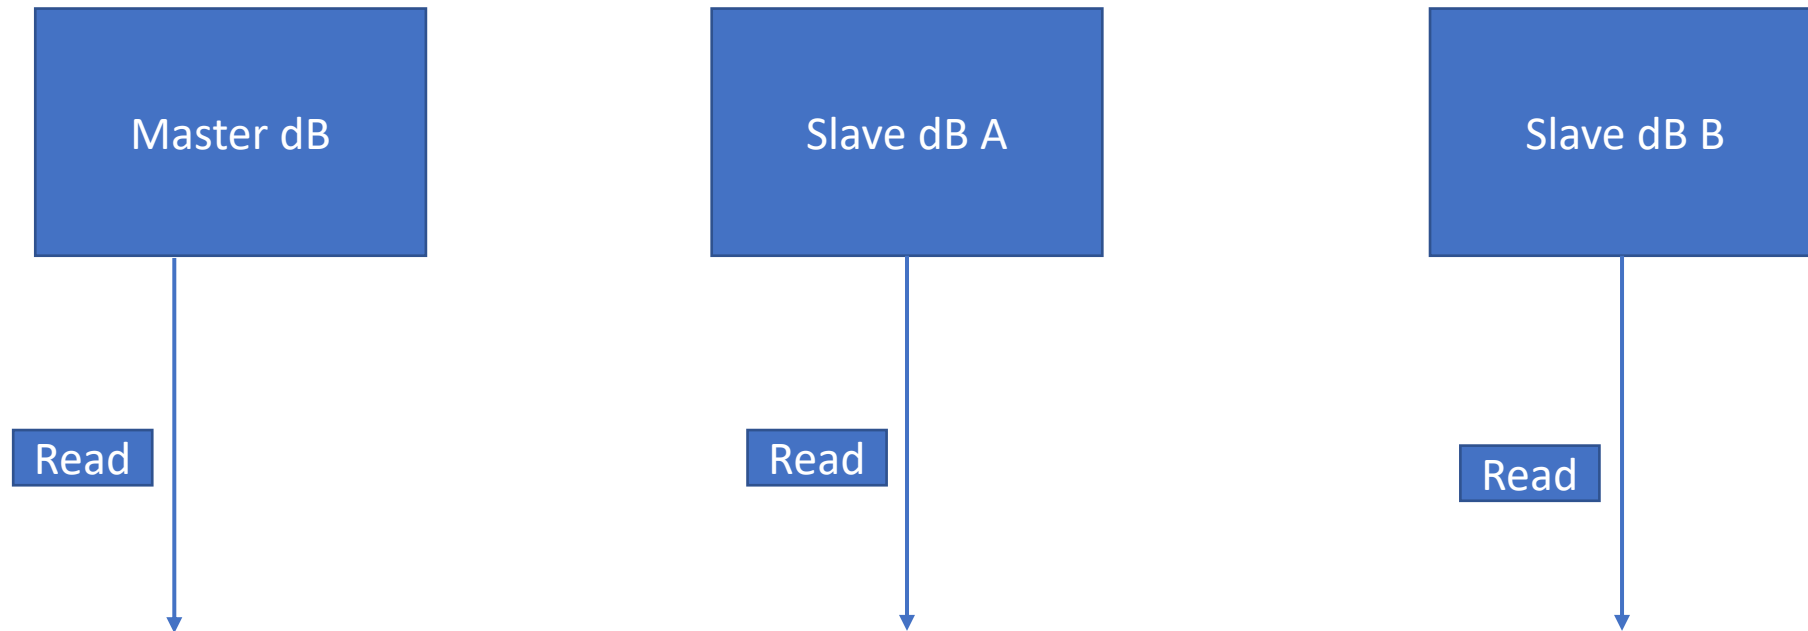 Master dB
Slave dB A
Slave dB B
Read
Read
Read